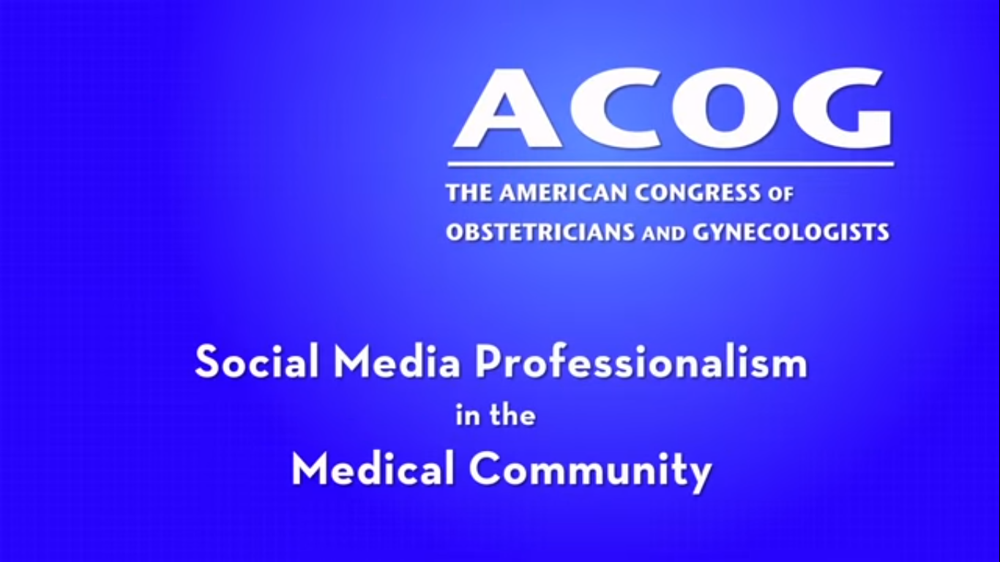 ACOG
THE AMERICAN CONGRESS OF
OBSTETRICIANS AND GYNECOLOGISTS
Social Media Professionalism
in the
Medical Community